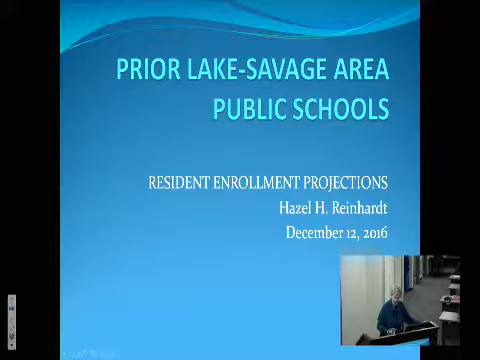 PRIOR LAKE-SAVAGE AREA
PUBLIC SCHOOLS
RESIDENT ENROLLMENT PROJECTIONS
Hazel H. Reinhardt
December 12, 2016